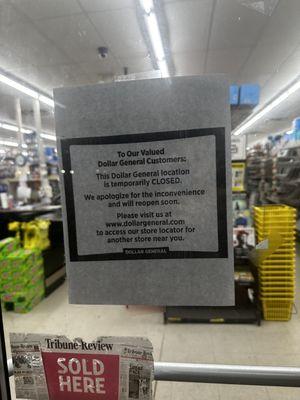 To Our Valued
Dollar General Customers:
This Dollar General location
is temporarily CLOSED.
We apologize for the inconvenience
and will reopen soon.
Please visit us at
www.dollargeneral.com
to access our store locator for
another store near you.
DOLLAR GENERAL
Tribune-Review
SOLD
HERE